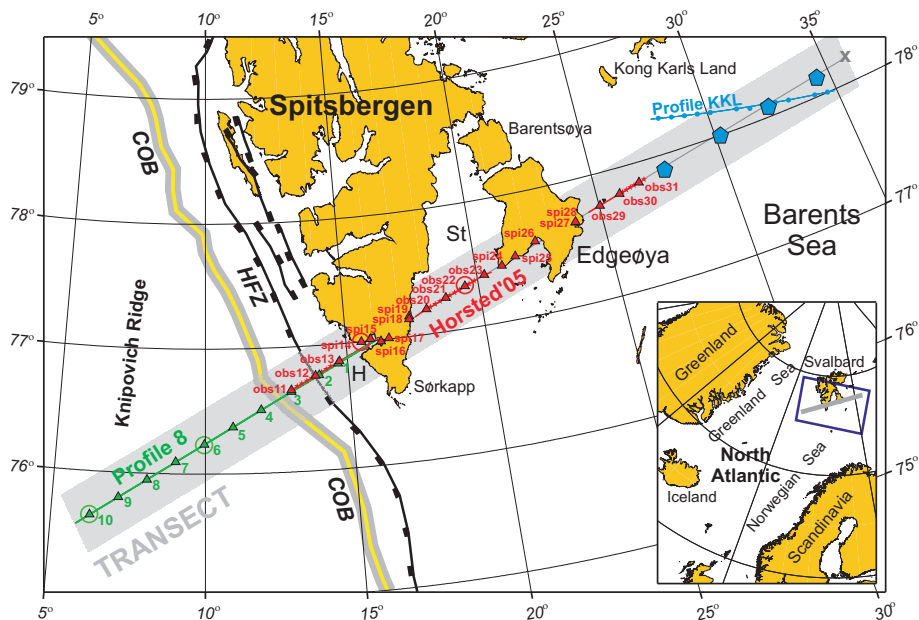 5° 10° 15° 20° 25° 30° 35°
79° 78° 77° 76°
78° 77° 76° 75°
5° 10° 15° 20° 25° 30°
Kong Karls Land
x
Profile KKL
Spitsbergen
Barentsøya
COB
obs31
obs30
obs29
spi28
spi27
spi26
Barents
Sea
St
Edgeøya
spi25
spi24
obs23
obs22
obs21
obs20
HFZ
Horsted'05
spi19
spi18
spi17
spi16
spi15
spi14
obs13
obs12
obs11
H
Sørkapp
Knipovich Ridge
1
2
3
4
5
6
7
8
9
10
Profile 8
TRANSECT
COB
Greenland
Svalbard
Greenland Sea
North
Atlantic
Norwegian Sea
Iceland
Scandinavia